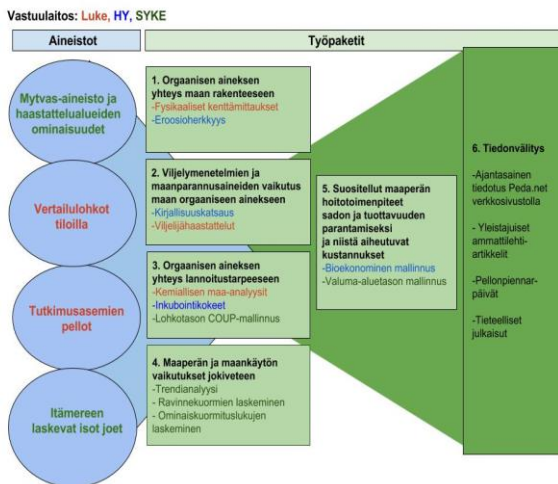 Vastuulaitos: Luke, HY, SYKE
Aineistot
Työpaketit
Mytvas-aineisto ja
haastattelualueiden
ominaisuudet
Vertailulohkot
tiloilla
Tutkimusasemien
pellot
Itämereen
laskevat isot joet
1. Orgaanisen aineksen
yhteys maan rakenteeseen
-Fysikaaliset kenttämittaukset
-Eroosioherkkyys
2. Viljelymenetelmien ja
maanparannusaineiden vaikutus
maan orgaaniseen ainekseen
-Kirjallisuuskatsaus
-Viljelijähaastattelut
3. Orgaanisen aineksen
yhteys lannoitustarpeeseen
-Kemiallisen maa-analyysit
-Inkubointikokeet
-Lohkotason COUP-mallinnus
4. Maaperän ja maankäytön
vaikutukset jokiveteen
-Trendianalyysi
- Ravinnekuormien laskeminen
- Ominaiskuormituslukujen
laskeminen
5. Suositellut maaperän
hoitotoimenpiteet
sadon ja tuottavuuden
parantamiseksi
ja niistä aiheutuvat
kustannukset
-Bioekonominen mallinnus
-Valuma-aluetason mallinnus
6. Tiedonvälitys
-Ajantasainen
tiedotus Peda.net
verkkosivustolla
- Yleistajuiset
ammattilehti-
artikkelit
-Pellonpiennar-
päivät
-Tieteelliset
julkaisut